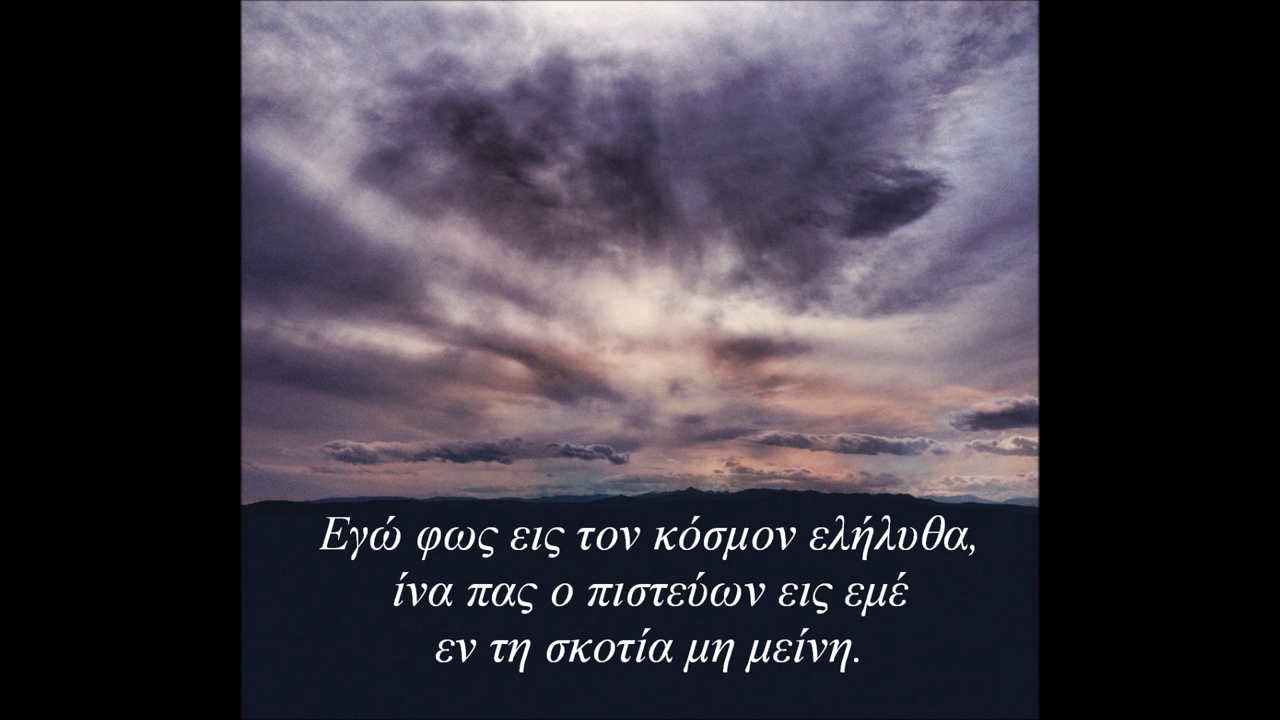 Εγώ φως εις τον κόσμον ελήλυθα,
ίνα πας ο πιστεύων εις εμέ
εν τη σκοτία μη μείνη.